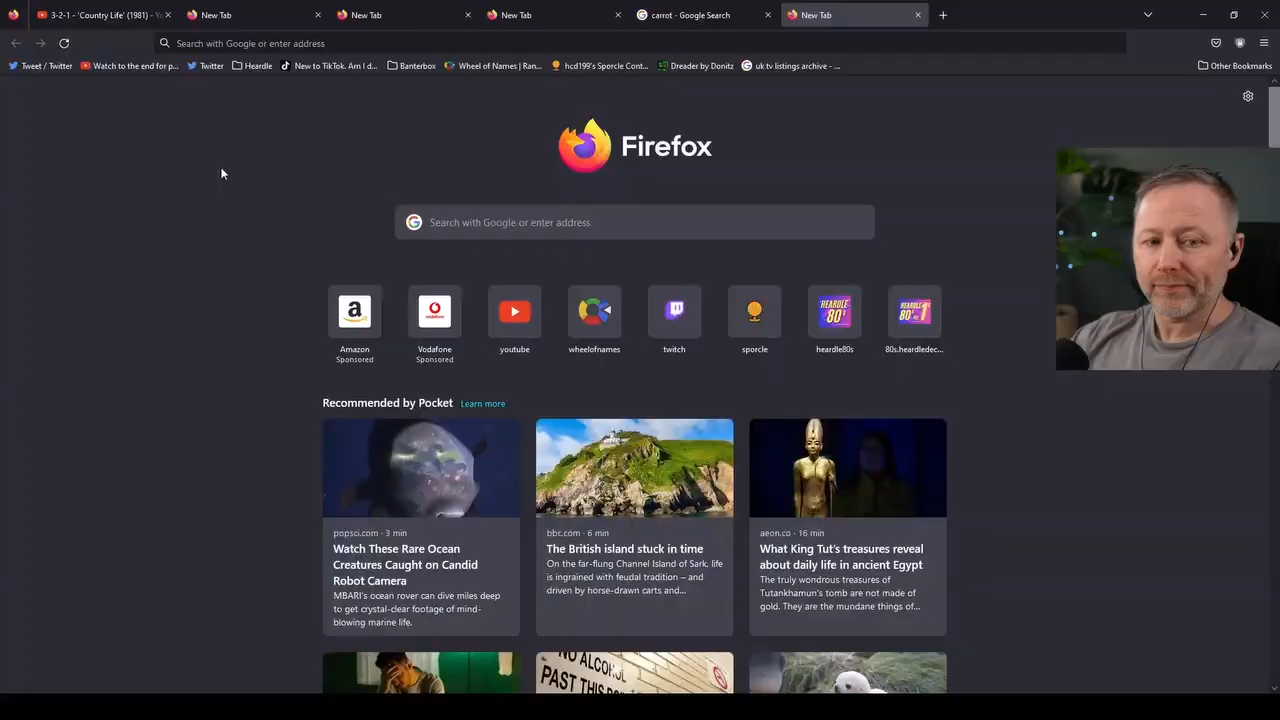 3-2-1 - 'Country Life' (1981) - Yo
New Tab
New Tab
New Tab
carrot - Google Search
New Tab
Search with Google or enter address
Tweet / Twitter
Watch to the end for p...
Twitter
Heardle
New to TikTok. Am I d...
Banterbox
Wheel of Names | Ran...
hcd199's Sporcle Cont...
Dreader by Donitz
uk tv listings archive - ...
Other Bookmarks
Firefox
Search with Google or enter address
a
vodafone
HEARDLE
80'S
HEARDLE
80's
Amazon
Sponsored
Vodafone
Sponsored
youtube
wheelofnames
twitch
sporcle
heardle80s
80s.heardledec...
Recommended by Pocket Learn more
popsci.com · 3 min
Watch These Rare Ocean
Creatures Caught on Candid
Robot Camera
MBARI's ocean rover can dive miles deep
to get crystal-clear footage of mind-
blowing marine life.
bbc.com · 6 min
The British island stuck in time
On the far-flung Channel Island of Sark, life
is ingrained with feudal tradition – and
driven by horse-drawn carts and...
aeon.co · 16 min
What King Tut's treasures reveal
about daily life in ancient Egypt
The truly wondrous treasures of
Tutankhamun's tomb are not made of
gold. They are the mundane things of...
NO ALCOHOL
PAST THIS